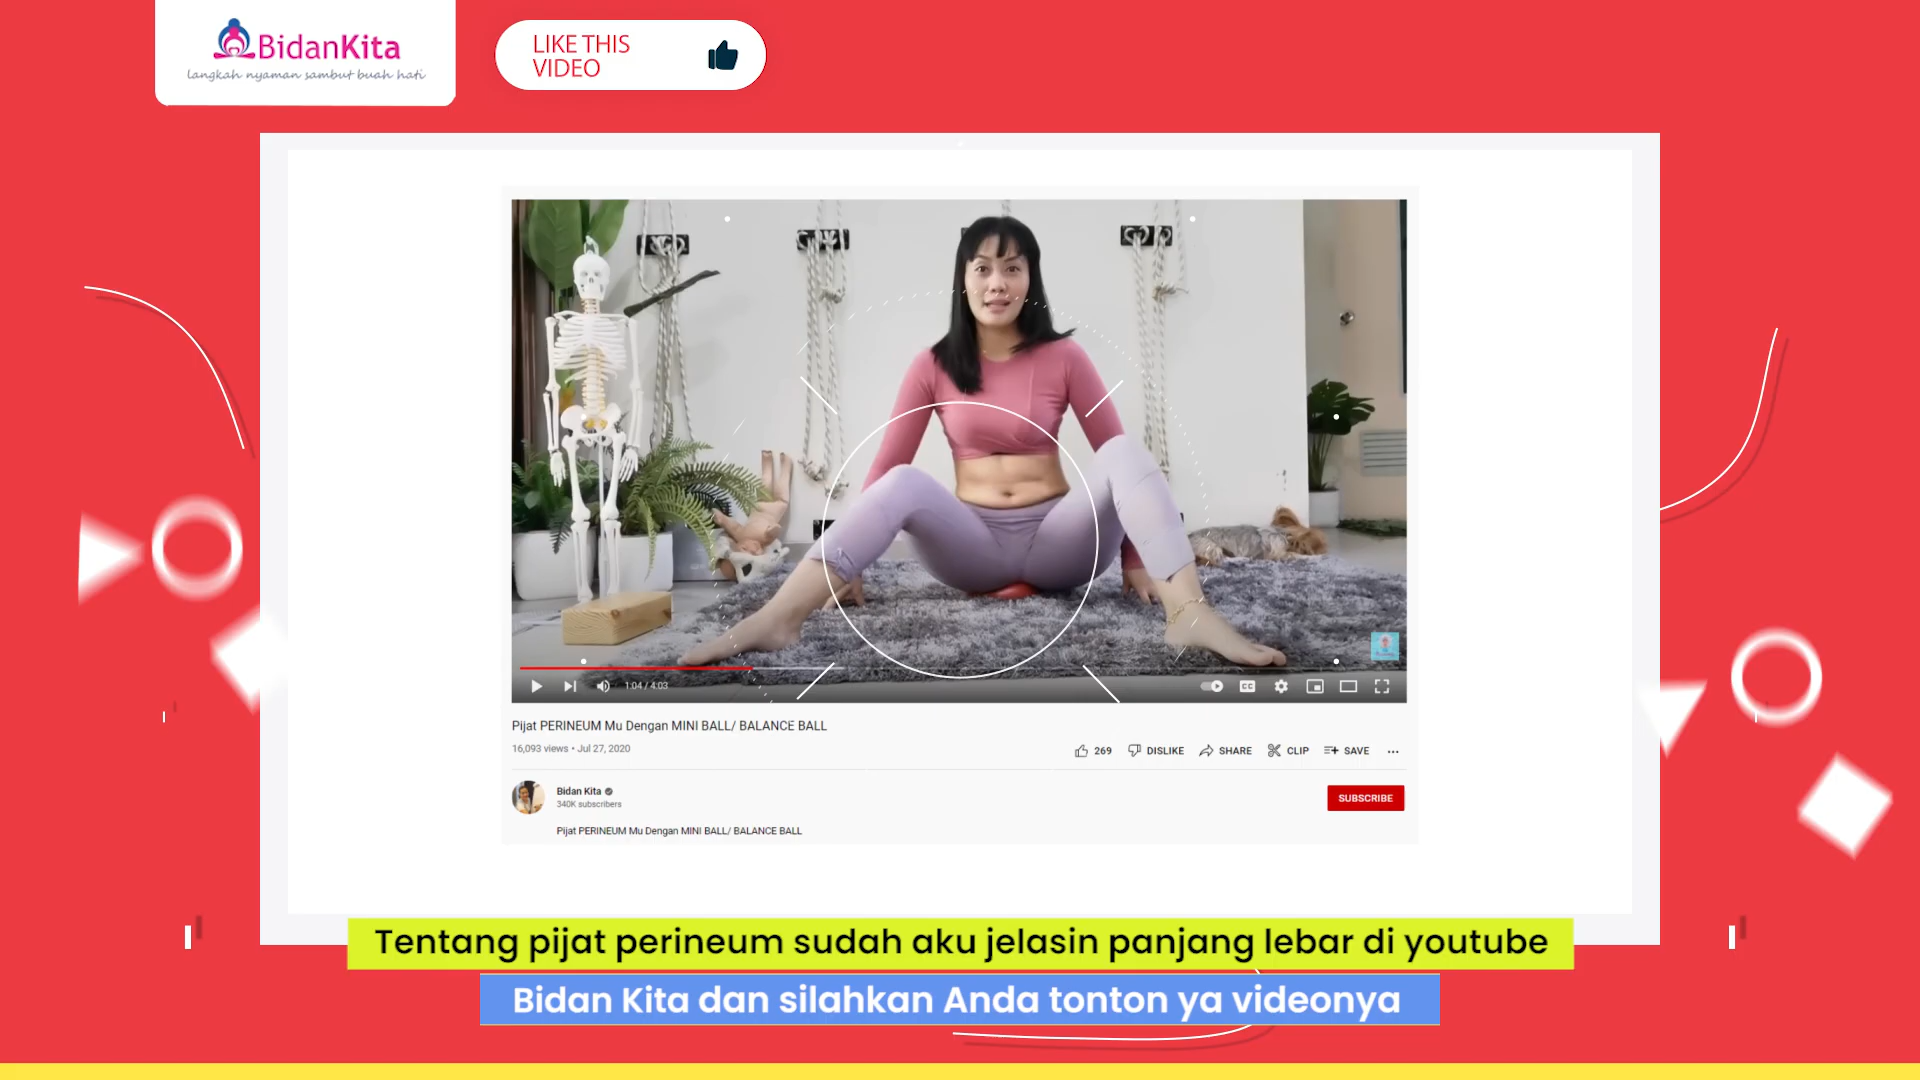 BidanKita
langkah nyaman sambut buah hati
LIKE THIS
VIDEO
1:04 / 4:03
CC
Pijat PERINEUM Mu Dengan MINI BALL/ BALANCE BALL
16,093 views • Jul 27, 2020
269
DISLIKE
SHARE
CLIP
SAVE
Bidan Kita
340K subscribers
SUBSCRIBE
Pijat PERINEUM Mu Dengan MINI BALL/ BALANCE BALL
Tentang pijat perineum sudah aku jelasin panjang lebar di youtube
Bidan Kita dan silahkan Anda tonton ya videonya